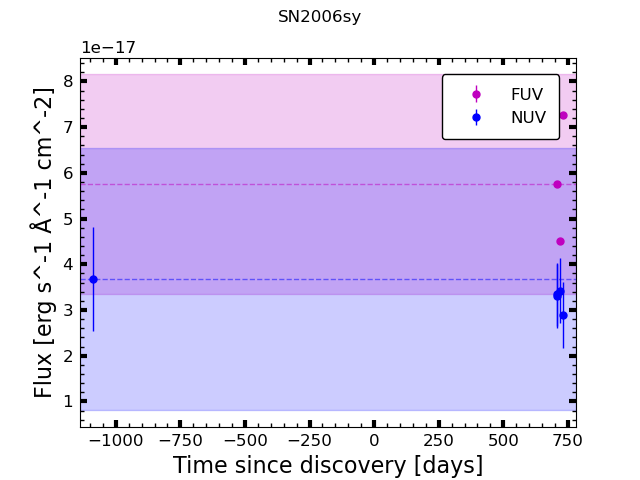 SN2006sy
1e−17
8
7
6
5
4
3
2
1
Flux [erg s^-1 Å^-1 cm^-2]
FUV
NUV
−1000 −750 −500 −250 0 250 500 750
Time since discovery [days]